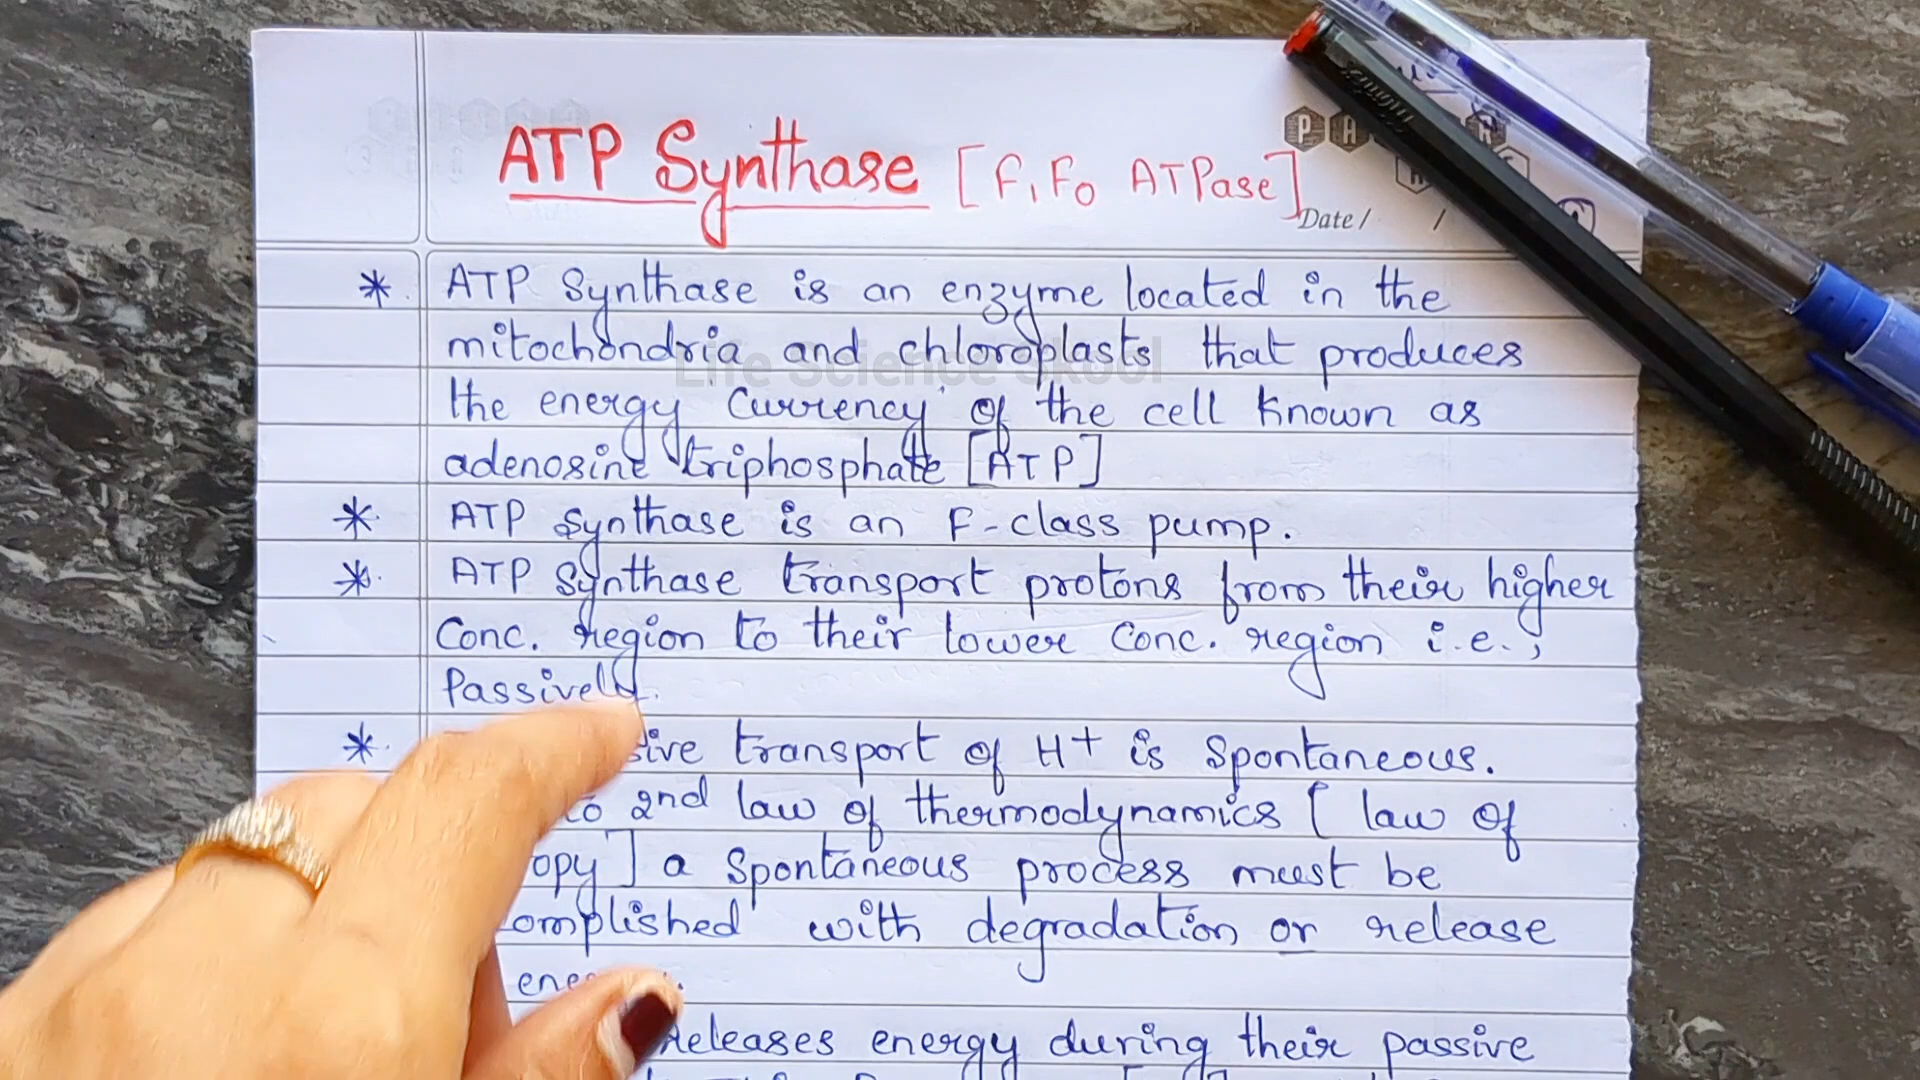 ATP Synthase [F₁F₀ ATPase]
Date / /
* ATP Synthase is an enzyme located in the
mitochondria and chloroplasts that produces
Life Science Skool
the energy currency of the cell known as
adenosine triphosphate [ATP]
* ATP Synthase is an F-class pump.
* ATP Synthase transport protons from their higher
Conc. region to their lower Conc. region i.e.,
Passively.
* transport of H+ is Spontaneous.
2nd law of thermodynamics [ law of
] a Spontaneous process must be
with degradation or release
Releases energy during their passive